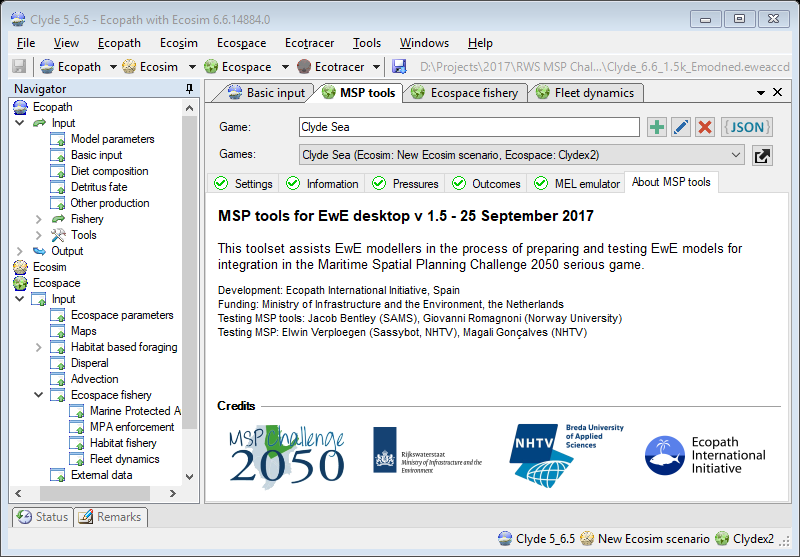 Clyde 5_6.5 - Ecopath with Ecosim 6.6.14884.0
File View Ecopath Ecosim Ecospace Ecotracer Tools Windows Help
Ecopath Ecosim Ecospace Ecotracer D:\Projects\2017\RWS MSP Chal...\Clyde_6.6_1.5k_Emodned.eweaccd
Navigator
Ecopath
Input
Model parameters
Basic input
Diet composition
Detritus fate
Other production
Fishery
Tools
Output
Ecosim
Ecospace
Input
Ecospace parameters
Maps
Habitat based foraging
Disperal
Advection
Ecospace fishery
Marine Protected A
MPA enforcement
Habitat fishery
Fleet dynamics
External data
Basic input MSP tools Ecospace fishery Fleet dynamics
Game: Clyde Sea {JSON}
Games: Clyde Sea (Ecosim: New Ecosim scenario, Ecospace: Clydex2)
Settings Infomation Pressures Outcomes MEL emulator About MSP tools
MSP tools for EwE desktop v 1.5 - 25 September 2017
This toolset assists EwE modellers in the process of preparing and testing EwE models for
integration in the Maritime Spatial Planning Challenge 2050 serious game.
Development: Ecopath International Initiative, Spain
Funding: Ministry of Infrastructure and the Environment, the Netherlands
Testing MSP tools: Jacob Bentley (SAMS), Giovanni Romagnoni (Norway University)
Testing MSP: Elwin Verploegen (Sassybot, NHTV), Magali Gonçalves (NHTV)
Credits
MSP Challenge
2050
Rijkswaterstaat
Ministry of Infrastructure and the
Environment
NHTV
Breda University
of Applied
Sciences
Ecopath
International
Initiative
Status Remarks
Clyde 5_6.5 New Ecosim scenario Clydex2